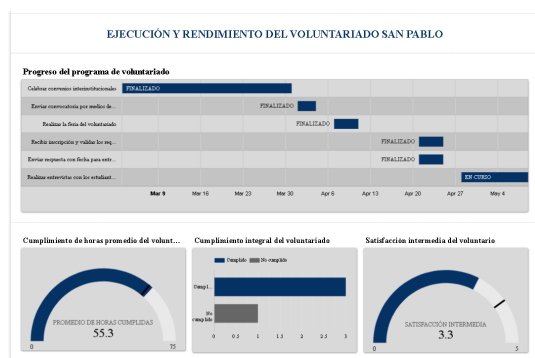 EJECUCIÓN Y RENDIMIENTO DEL VOLUNTARIADO SAN PABLO
Progreso del programa de voluntariado
Celebrar convenios interinstitucionales FINALIZADO
Enviar convocatoria por medios de... FINALIZADO
Realizar la feria del voluntariado FINALIZADO
Recibir inscripción y validar los req... FINALIZADO
Enviar respuesta con fecha para entr... FINALIZADO
Realizar entrevistas con los estudiant... EN CURSO
Mar 9 Mar 16 Mar 23 Mar 30 Apr 6 Apr 13 Apr 20 Apr 27 May 4
Cumplimiento de horas promedio del volunt...
PROMEDIO DE HORAS CUMPLIDAS
55.3
0 75
Cumplimiento integral del voluntariado
Cumplido No cumplido
Cumpl...
No cumplido
0 0.5 1 1.5 2 2.5 3
Satisfacción intermedia del voluntario
SATISFACCIÓN INTERMEDIA
3.3
0 5